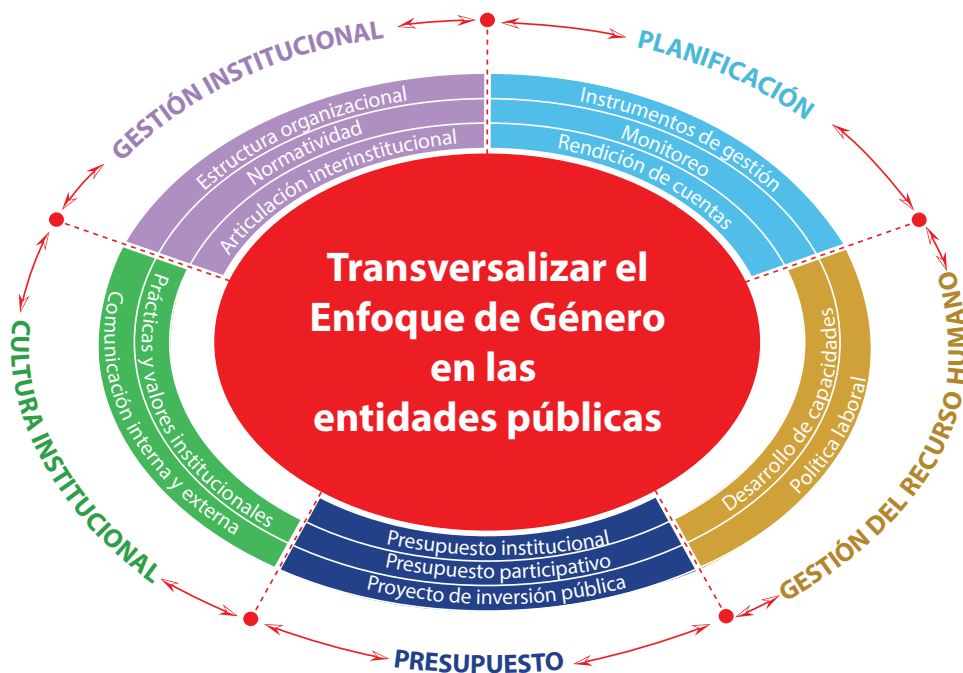 GESTIÓN INSTITUCIONAL
Estructura organizacional
Normatividad
Articulación interinstitucional
PLANIFICACIÓN
Instrumentos de gestión
Monitoreo
Rendición de cuentas
Transversalizar el
Enfoque de Género
en las
entidades públicas
CULTURA INSTITUCIONAL
Comunicación interna y externa
Prácticas y valores institucionales
Desarrollo de capacidades
Política laboral
GESTIÓN DEL RECURSO HUMANO
Presupuesto institucional
Presupuesto participativo
Proyecto de inversión pública
PRESUPUESTO